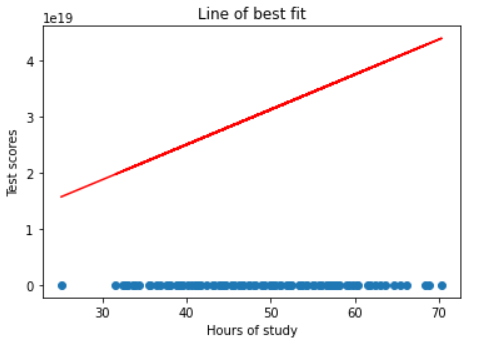 Line of best fit
1e19
4
3
2
1
0
Test scores
30 40 50 60 70
Hours of study